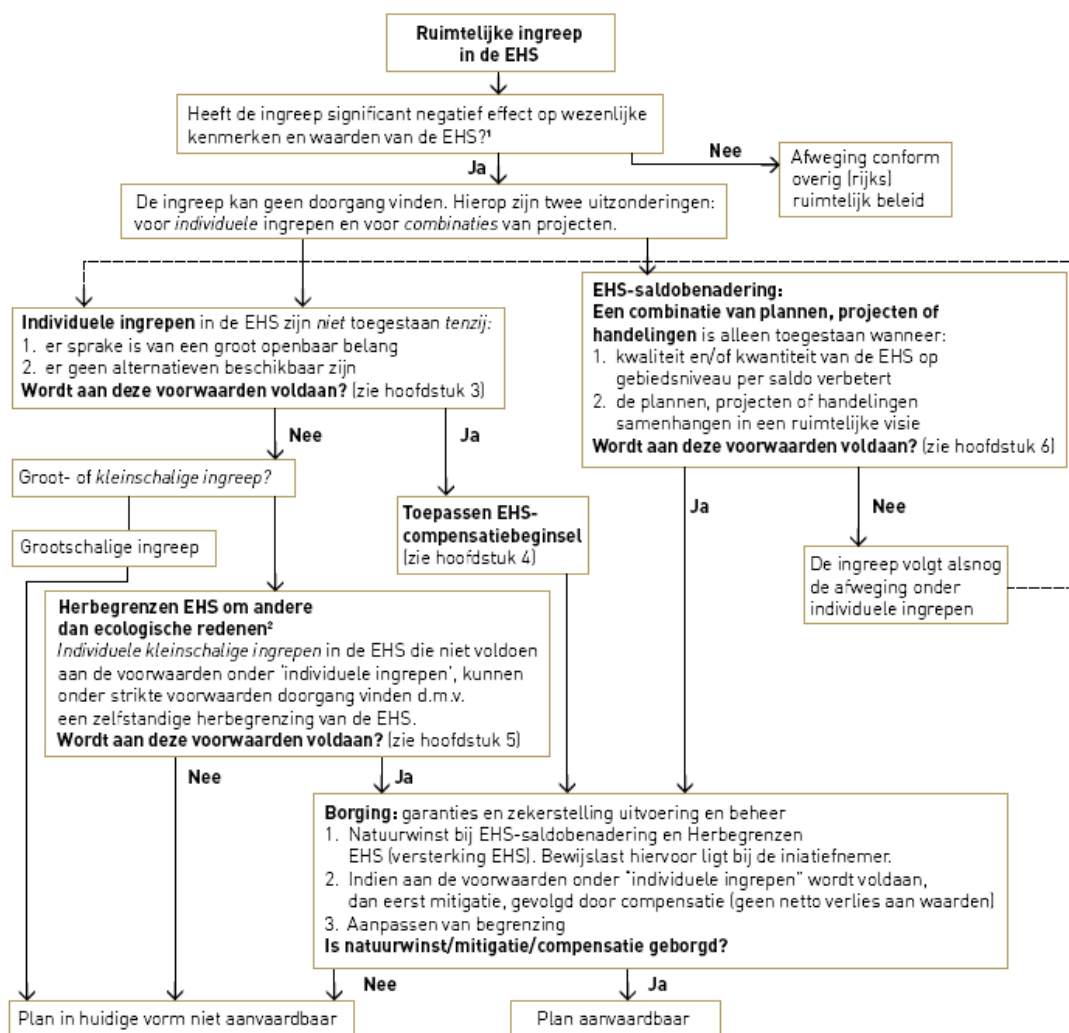 Ruimtelijke ingreep
in de EHS
Heeft de ingreep significant negatief effect op wezenlijke
kenmerken en waarden van de EHS?¹
Nee
Ja
Afweging conform
overig (rijks)
ruimtelijk beleid
De ingreep kan geen doorgang vinden. Hierop zijn twee uitzonderingen:
voor individuele ingrepen en voor combinaties van projecten.
Individuele ingrepen in de EHS zijn niet toegestaan tenzij:
1. er sprake is van een groot openbaar belang
2. er geen alternatieven beschikbaar zijn
Wordt aan deze voorwaarden voldaan? (zie hoofdstuk 3)
EHS-saldobenadering:
Een combinatie van plannen, projecten of
handelingen is alleen toegestaan wanneer:
1. kwaliteit en/of kwantiteit van de EHS op
gebiedsniveau per saldo verbetert
2. de plannen, projecten of handelingen
samenhangen in een ruimtelijke visie
Wordt aan deze voorwaarden voldaan? (zie hoofdstuk 6)
Nee
Ja
Groot- of kleinschalige ingreep?
Grootschalige ingreep
Toepassen EHS-
compensatiebeginsel
(zie hoofdstuk 4)
Ja
Nee
De ingreep volgt alsnog
de afweging onder
individuele ingrepen
Herbegrenzen EHS om andere
dan ecologische redenen²
Individuele kleinschalige ingrepen in de EHS die niet voldoen
aan de voorwaarden onder 'individuele ingrepen', kunnen
onder strikte voorwaarden doorgang vinden d.m.v.
een zelfstandige herbegrenzing van de EHS.
Wordt aan deze voorwaarden voldaan? (zie hoofdstuk 5)
Nee
Ja
Borging: garanties en zekerstelling uitvoering en beheer
1. Natuurwinst bij EHS-saldobenadering en Herbegrenzen
EHS (versterking EHS). Bewijslast hiervoor ligt bij de iniatiefnemer.
2. Indien aan de voorwaarden onder "individuele ingrepen" wordt voldaan,
dan eerst mitigatie, gevolgd door compensatie (geen netto verlies aan waarden)
3. Aanpassen van begrenzing
Is natuurwinst/mitigatie/compensatie geborgd?
Nee
Ja
Plan in huidige vorm niet aanvaardbaar
Plan aanvaardbaar